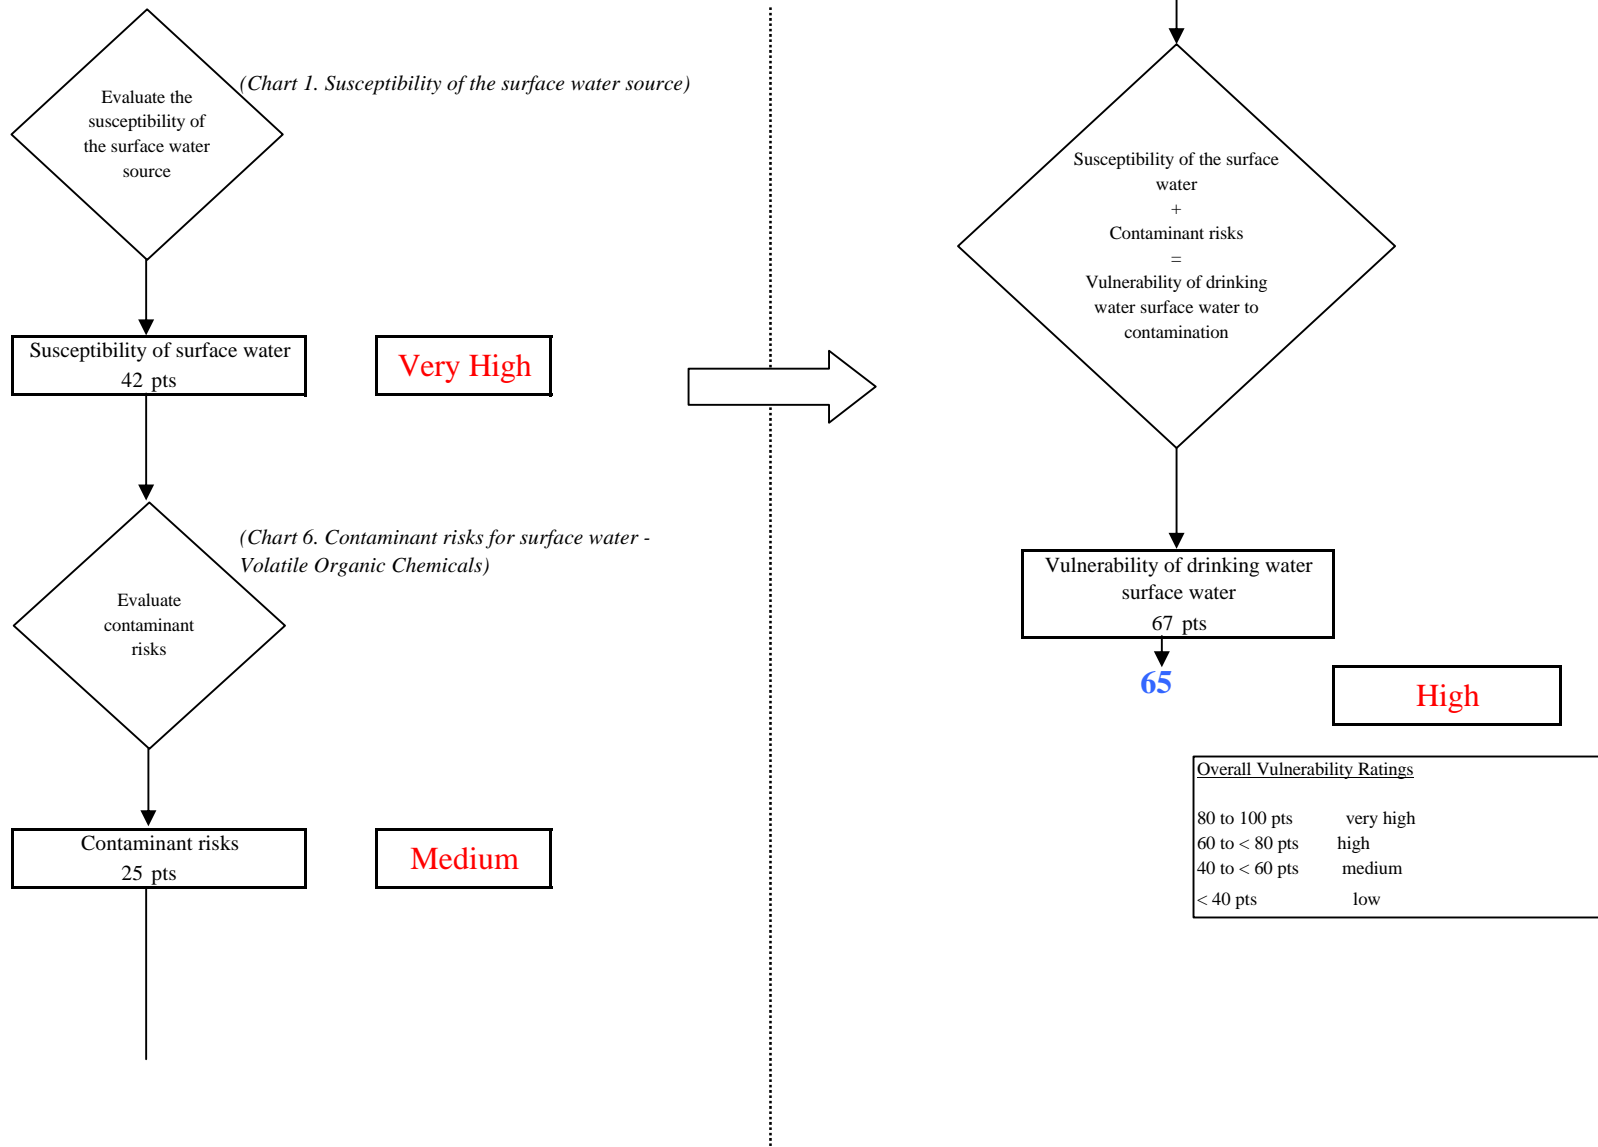 Evaluate the
susceptibility of
the surface water
source
(Chart 1. Susceptibility of the surface water source)
Susceptibility of surface water
42 pts
Very High
Evaluate
contaminant
risks
(Chart 6. Contaminant risks for surface water -
Volatile Organic Chemicals)
Contaminant risks
25 pts
Medium
Susceptibility of the surface
water
+
Contaminant risks
=
Vulnerability of drinking
water surface water to
contamination
Vulnerability of drinking water
surface water
67 pts
65
High
Overall Vulnerability Ratings
80 to 100 pts very high
60 to < 80 pts high
40 to < 60 pts medium
< 40 pts low